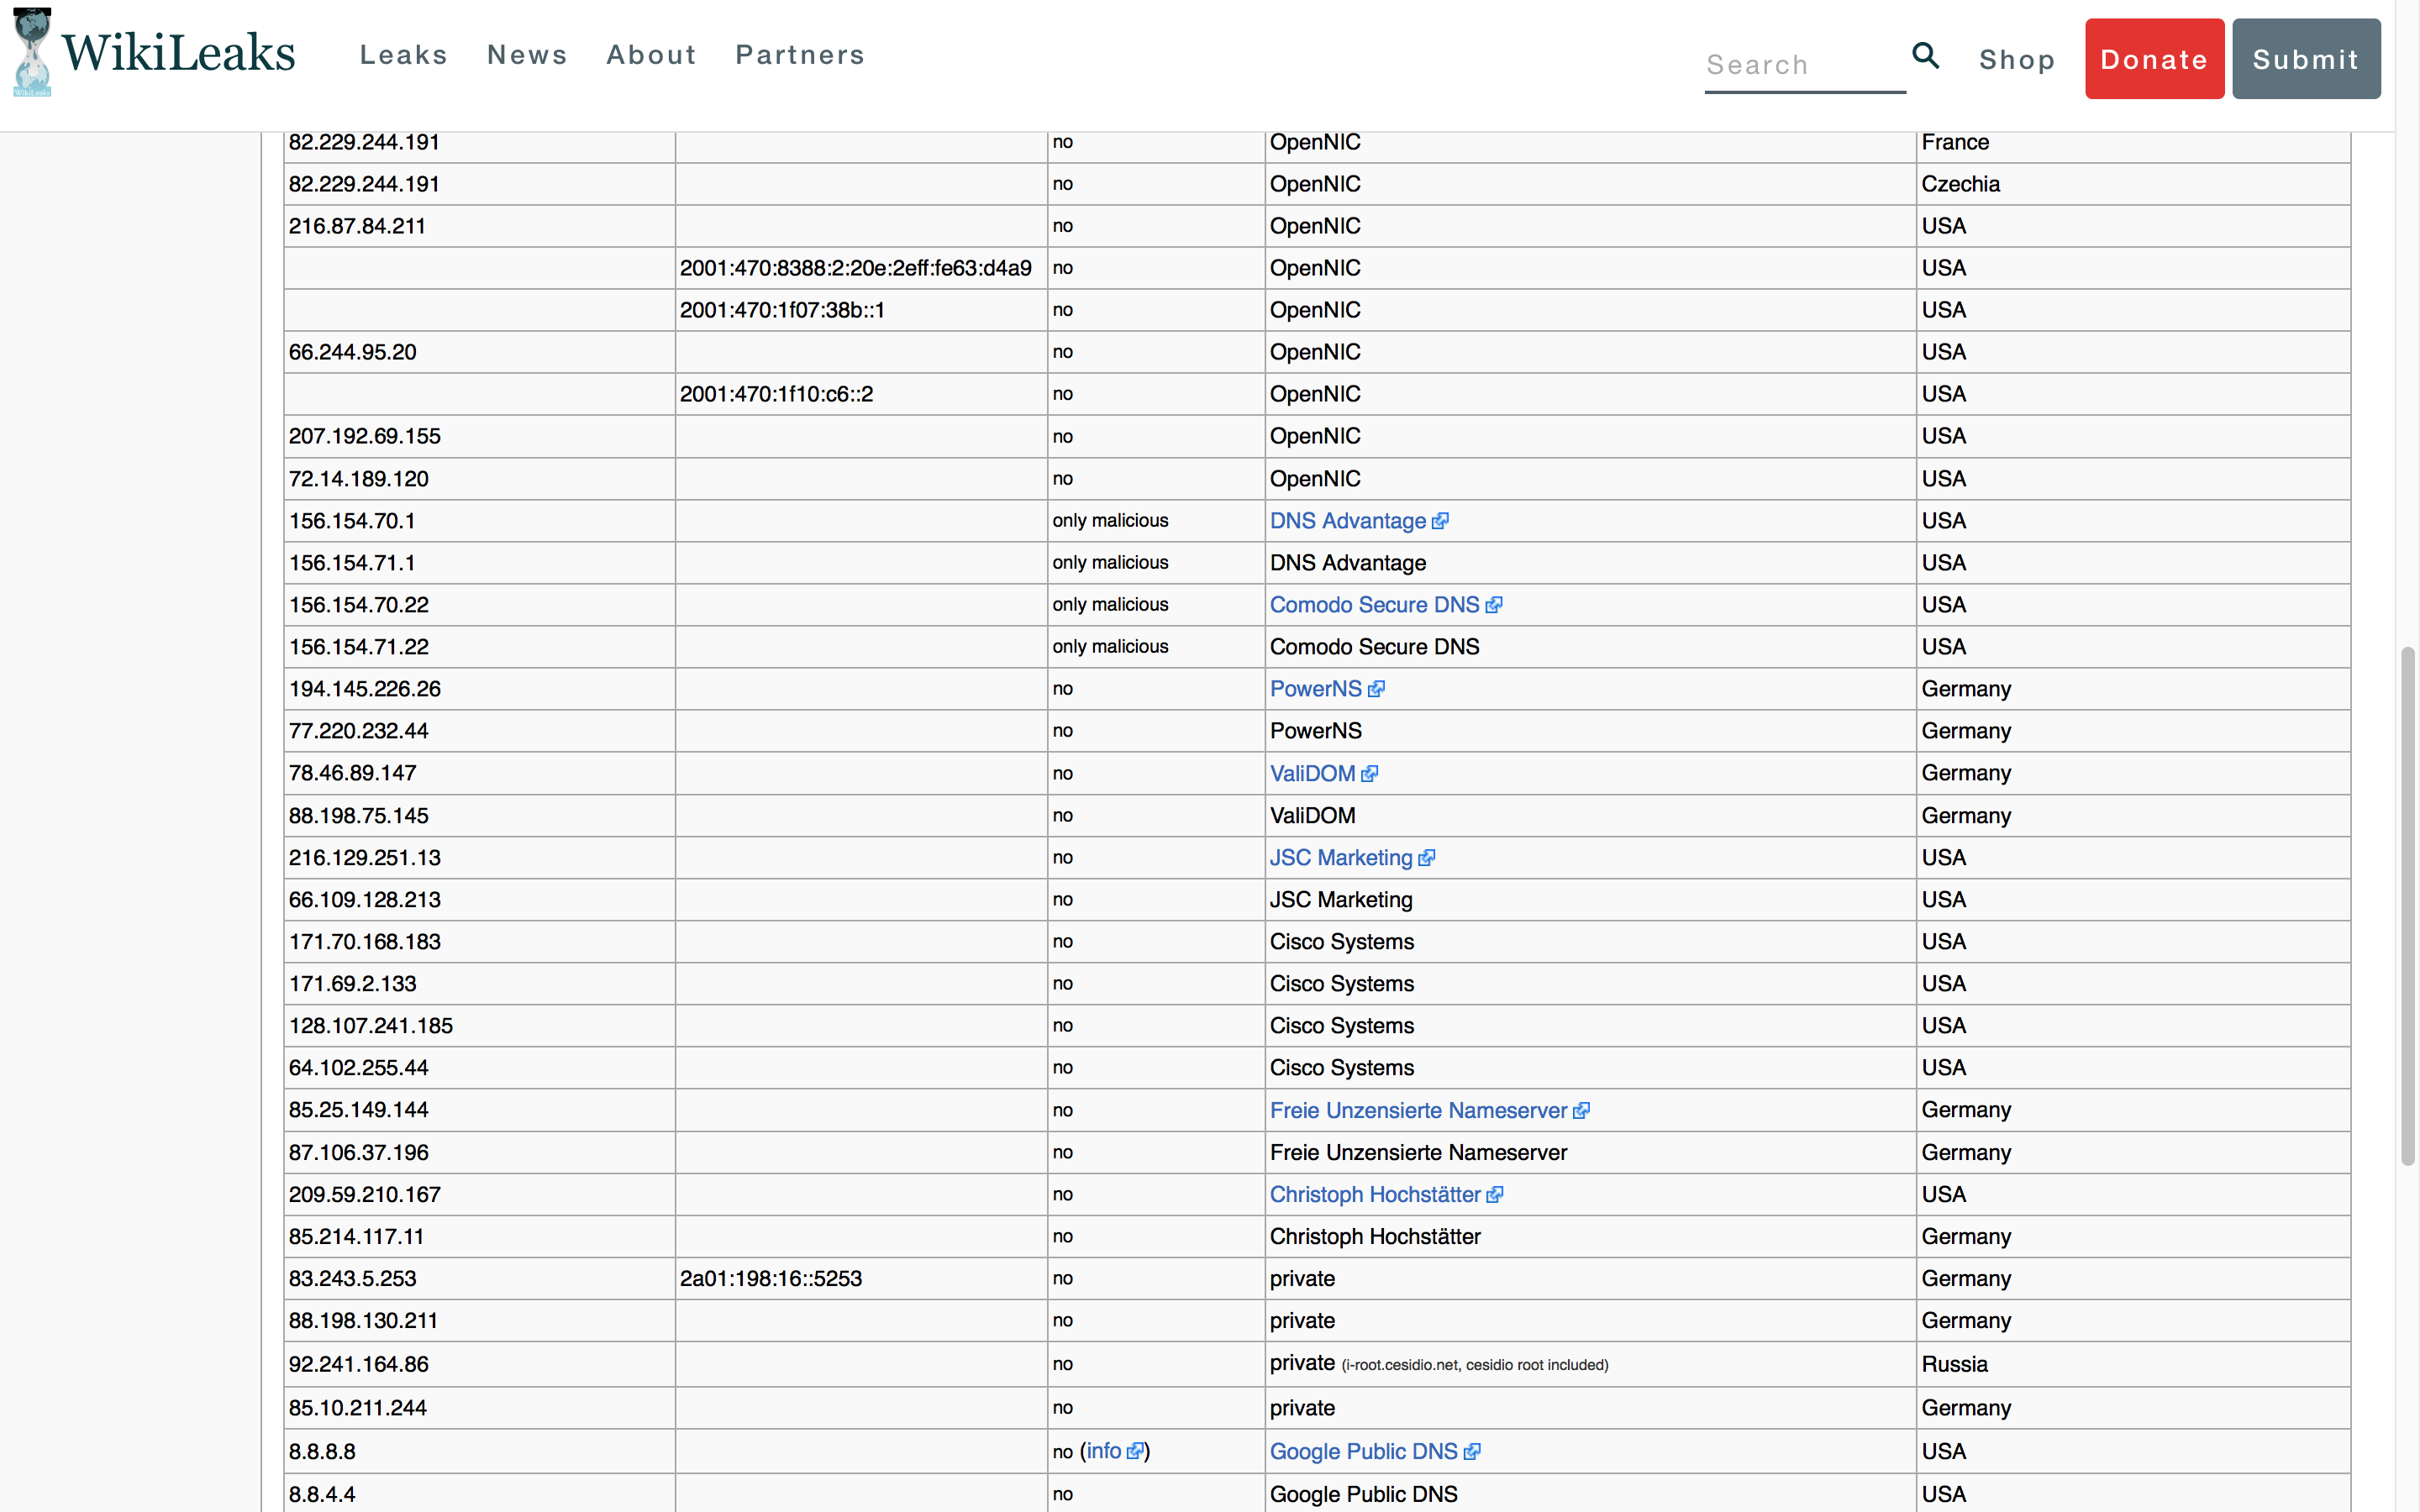 WikiLeaks Leaks News About Partners Search Shop Donate Submit
WikiLeaks
82.229.244.191 no OpenNIC France
82.229.244.191 no OpenNIC Czechia
216.87.84.211 no OpenNIC USA
2001:470:8388:2:20e:2eff:fe63:d4a9 no OpenNIC USA
2001:470:1f07:38b::1 no OpenNIC USA
66.244.95.20 no OpenNIC USA
2001:470:1f10:c6::2 no OpenNIC USA
207.192.69.155 no OpenNIC USA
72.14.189.120 no OpenNIC USA
156.154.70.1 only malicious DNS Advantage USA
156.154.71.1 only malicious DNS Advantage USA
156.154.70.22 only malicious Comodo Secure DNS USA
156.154.71.22 only malicious Comodo Secure DNS USA
194.145.226.26 no PowerNS Germany
77.220.232.44 no PowerNS Germany
78.46.89.147 no ValiDOM Germany
88.198.75.145 no ValiDOM Germany
216.129.251.13 no JSC Marketing USA
66.109.128.213 no JSC Marketing USA
171.70.168.183 no Cisco Systems USA
171.69.2.133 no Cisco Systems USA
128.107.241.185 no Cisco Systems USA
64.102.255.44 no Cisco Systems USA
85.25.149.144 no Freie Unzensierte Nameserver Germany
87.106.37.196 no Freie Unzensierte Nameserver Germany
209.59.210.167 no Christoph Hochstätter USA
85.214.117.11 no Christoph Hochstätter Germany
83.243.5.253 2a01:198:16::5253 no private Germany
88.198.130.211 no private Germany
92.241.164.86 no private (i-root.cesidio.net, cesidio root included) Russia
85.10.211.244 no private Germany
8.8.8.8 no (info) Google Public DNS USA
8.8.4.4 no Google Public DNS USA